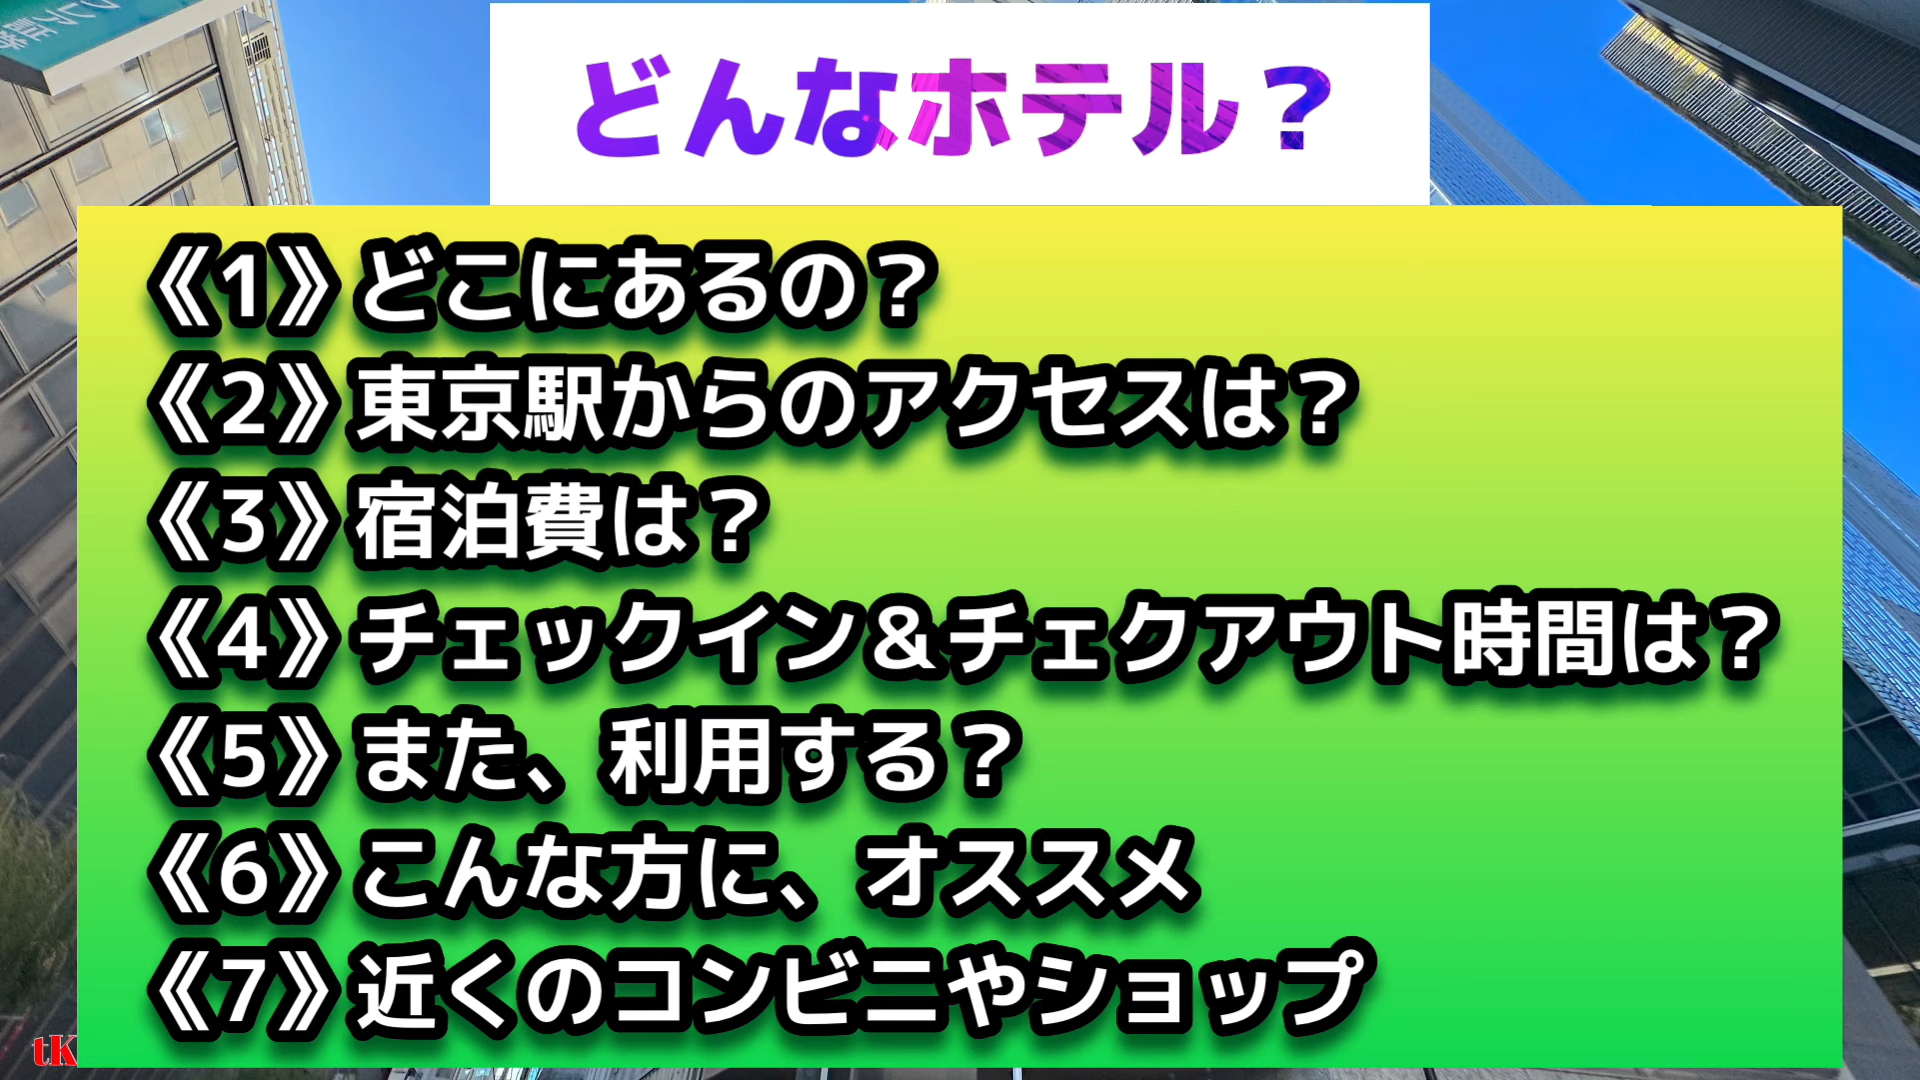 どんなホテル？
《1》どこにあるの？
《2》東京駅からのアクセスは？
《3》宿泊費は？
《4》チェックイン＆チェクアウト時間は？
《5》また、利用する？
《6》こんな方に、オススメ
《7》近くのコンビニやショップ
tK